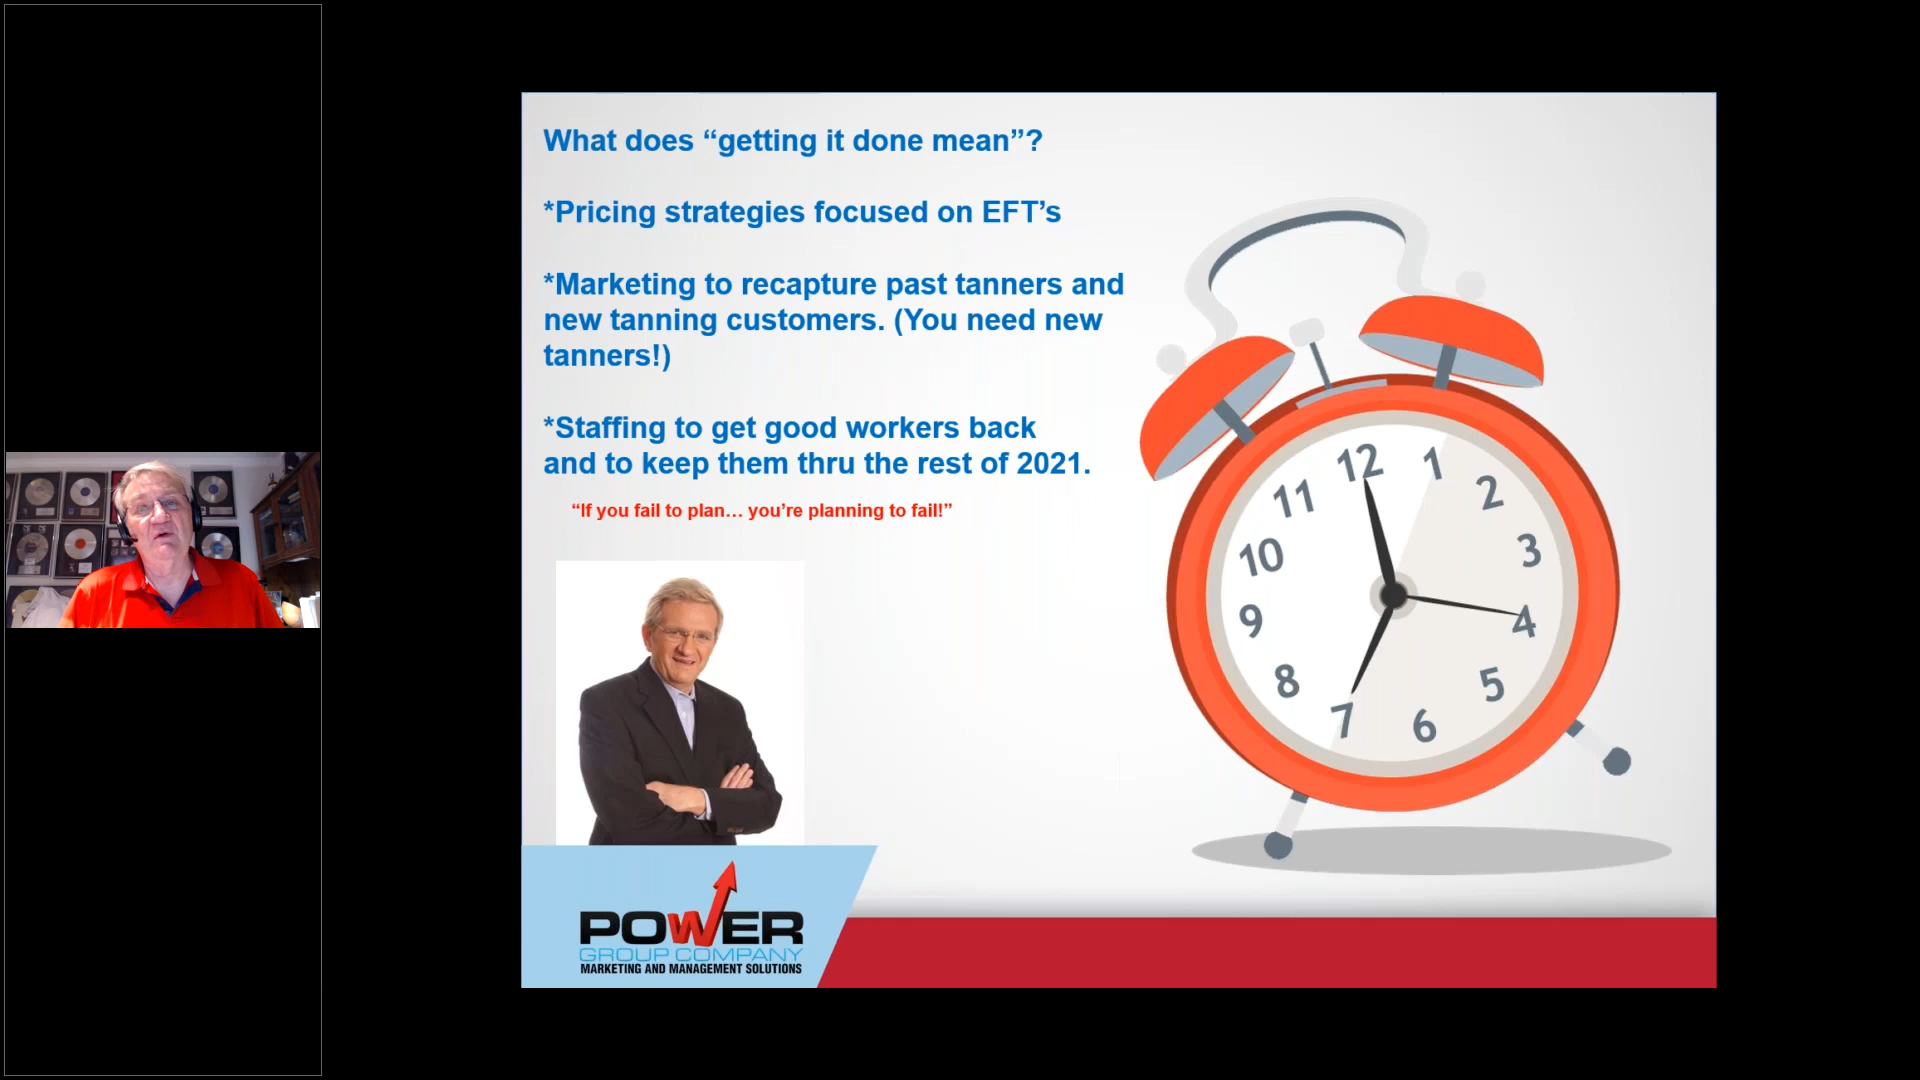 What does “getting it done mean”?
*Pricing strategies focused on EFT’s
*Marketing to recapture past tanners and
new tanning customers. (You need new
tanners!)
*Staffing to get good workers back
and to keep them thru the rest of 2021.
“If you fail to plan… you’re planning to fail!”
12
1
2
3
4
5
6
7
8
9
10
11
POWER
GROUP COMPANY
MARKETING AND MANAGEMENT SOLUTIONS